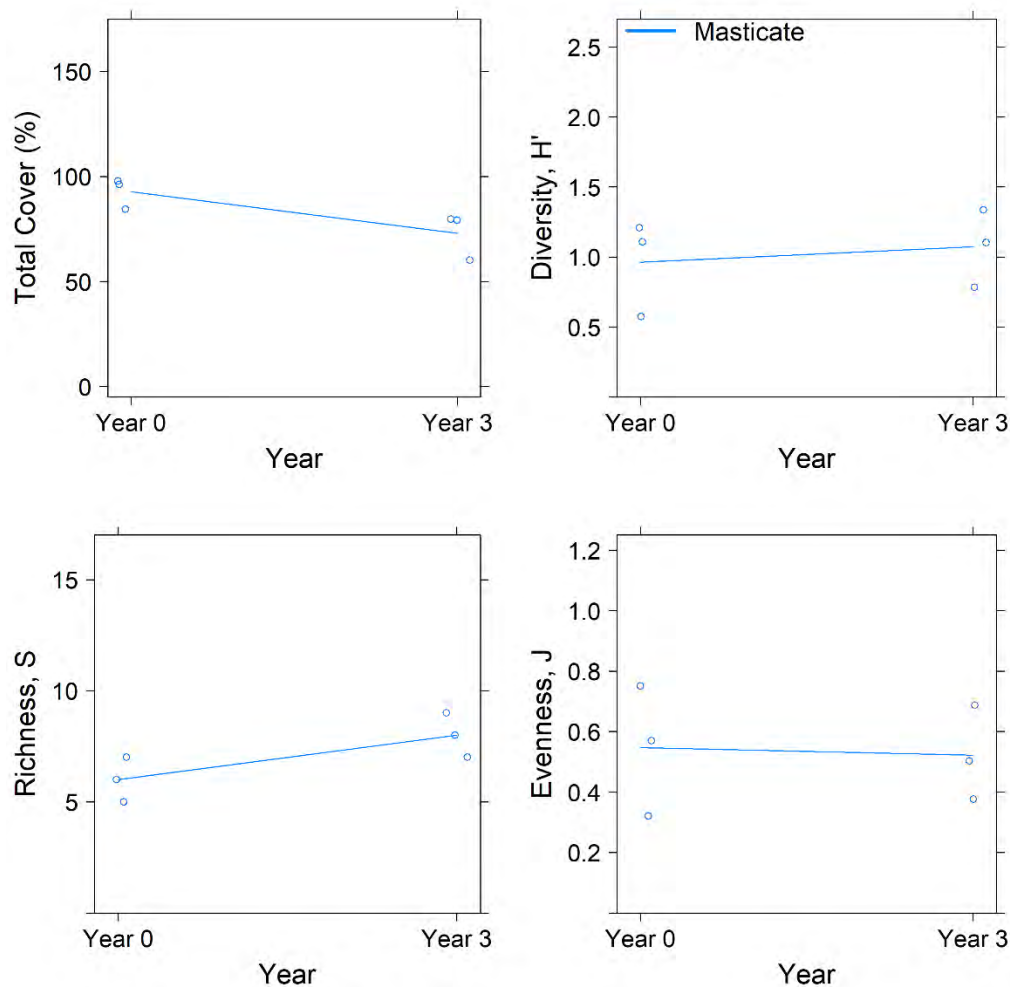 Total Cover (%)
150
100
50
0
Year 0
Year 3
Year
Masticate
Diversity, H'
2.5
2.0
1.5
1.0
0.5
Year 0
Year 3
Year
Richness, S
15
10
5
Year 0
Year 3
Year
Evenness, J
1.2
1.0
0.8
0.6
0.4
0.2
Year 0
Year 3
Year